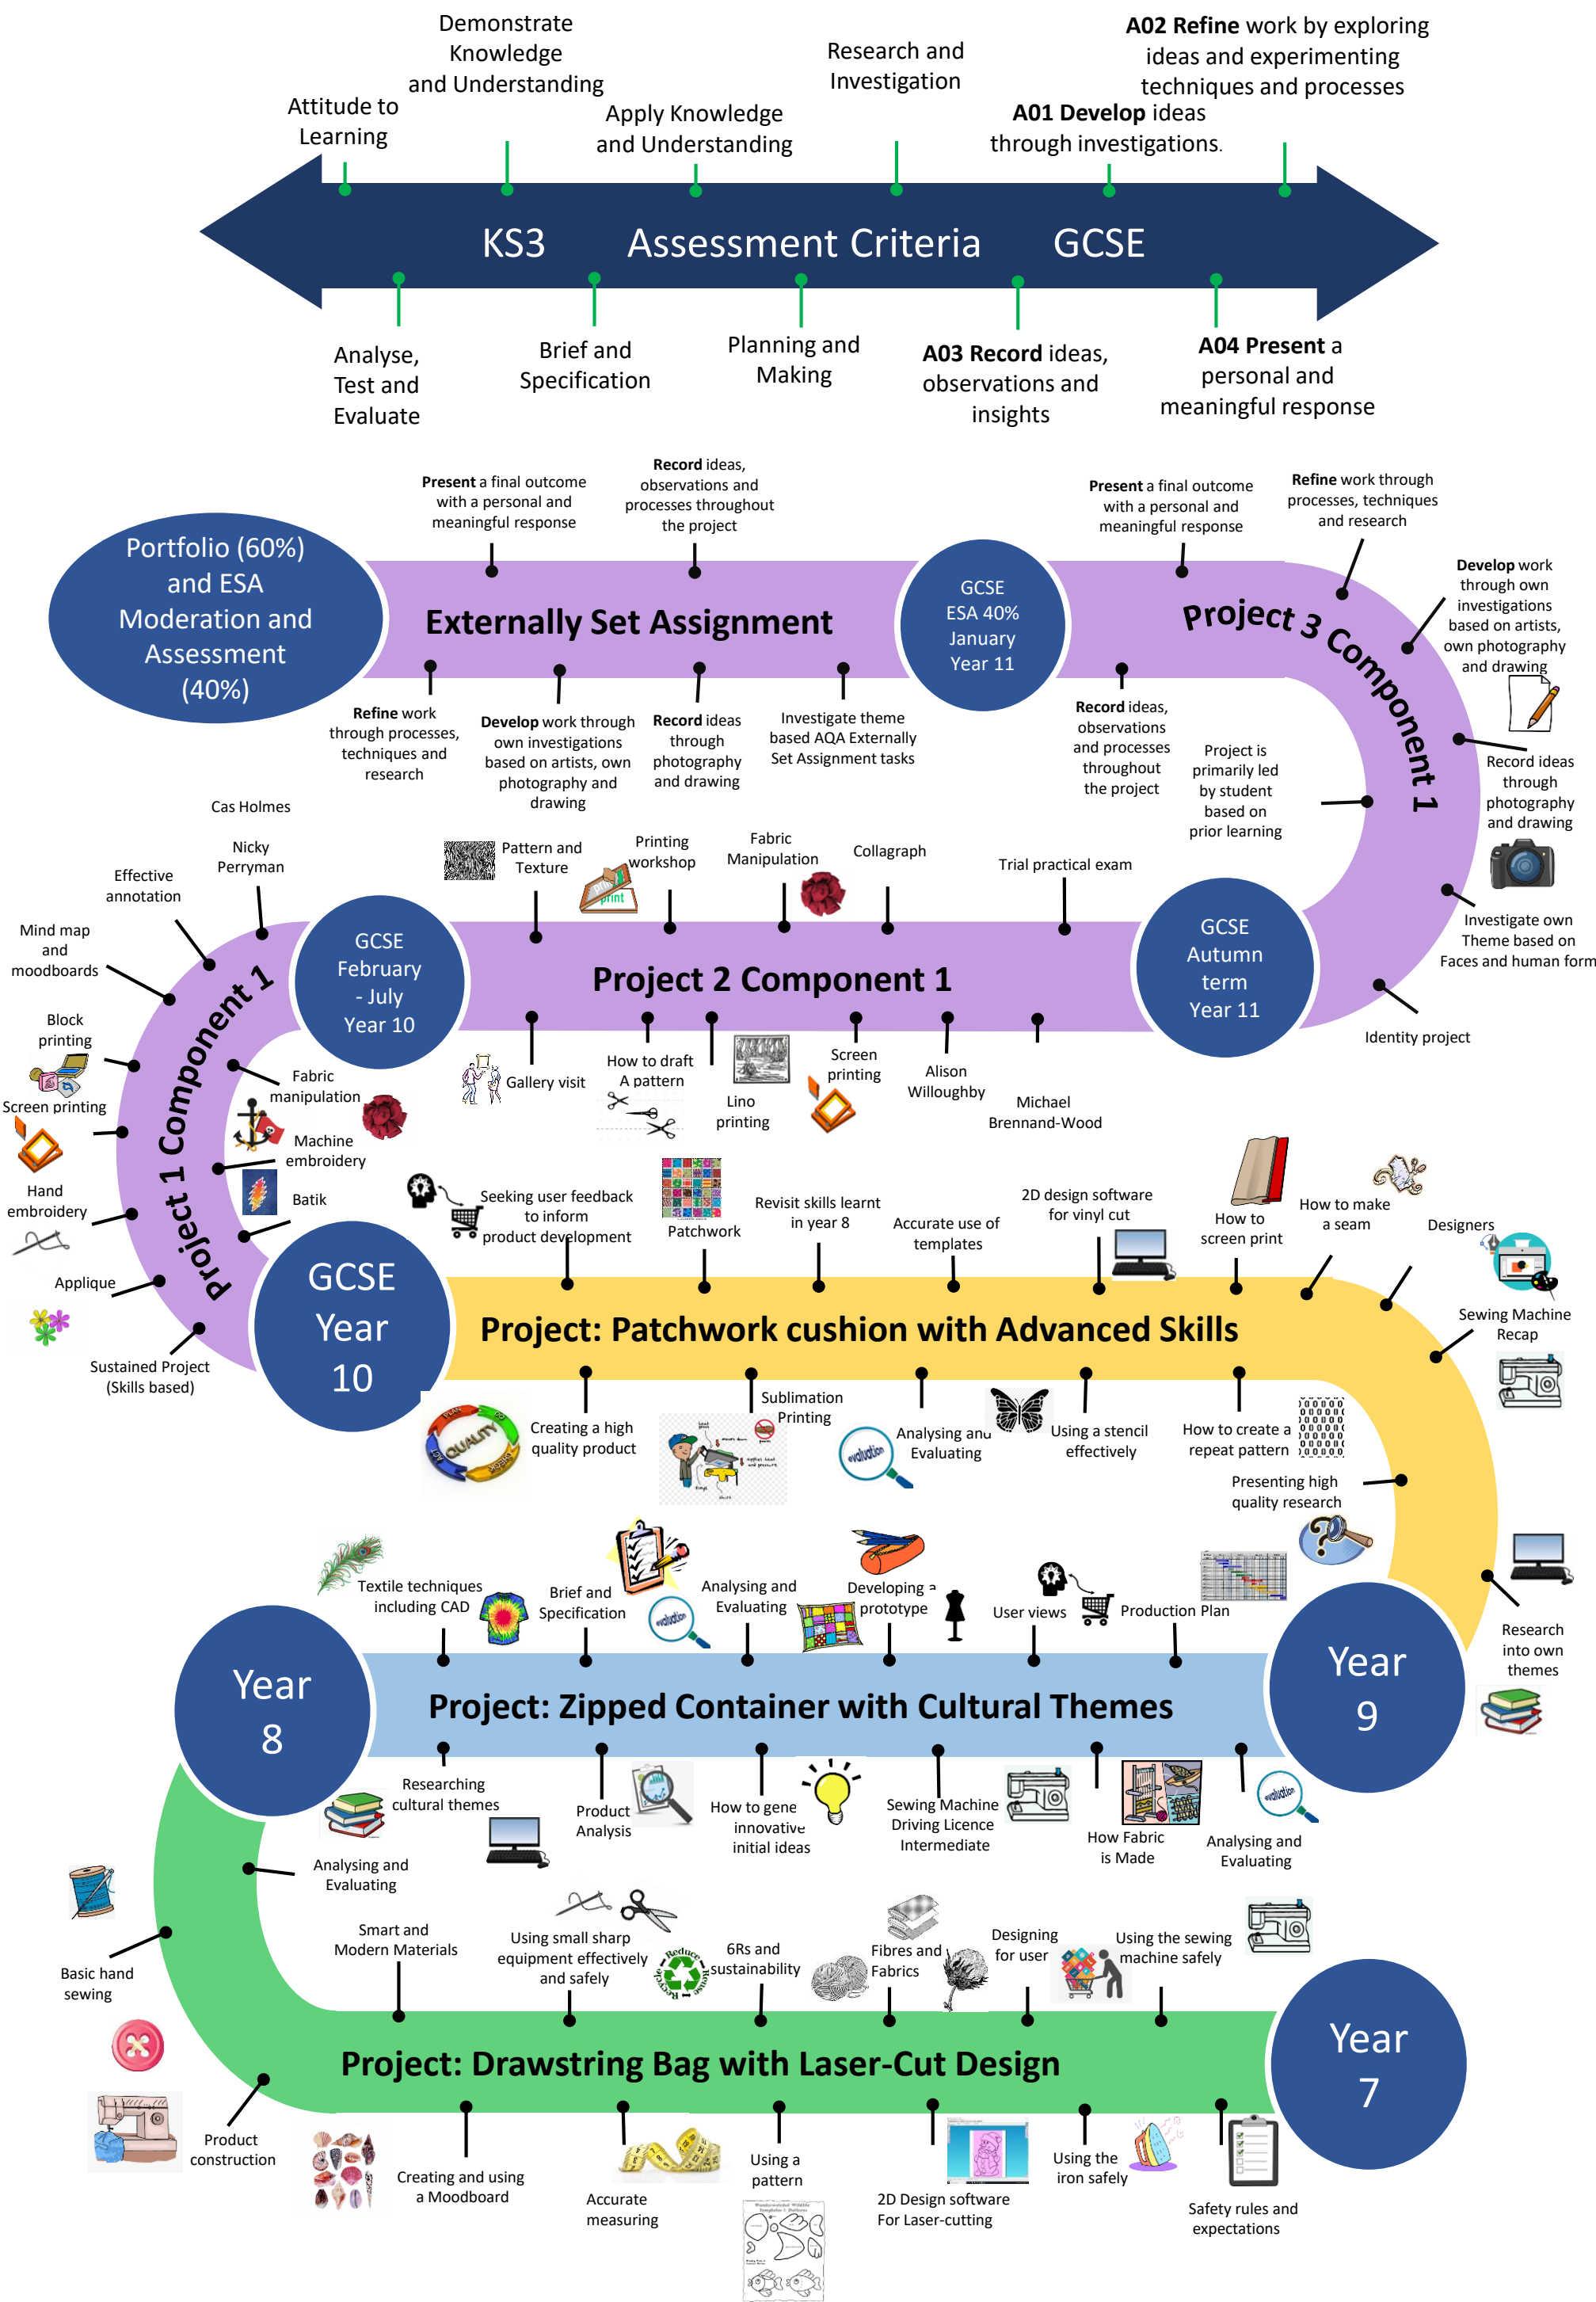 Demonstrate
Knowledge
and Understanding
Attitude to
Learning
Apply Knowledge
and Understanding
Research and
Investigation
A01 Develop ideas
through investigations.
A02 Refine work by exploring
ideas and experimenting
techniques and processes
KS3 Assessment Criteria GCSE
Analyse,
Test and
Evaluate
Brief and
Specification
Planning and
Making
A03 Record ideas,
observations and
insights
A04 Present a
personal and
meaningful response
Present a final outcome
with a personal and
meaningful response
Record ideas,
observations and
processes throughout
the project
Present a final outcome
with a personal and
meaningful response
Refine work through
processes, techniques
and research
Develop work
through own
investigations
based on artists,
own photography
and drawing
Portfolio (60%)
and ESA
Moderation and
Assessment
(40%)
Externally Set Assignment
GCSE
ESA 40%
January
Year 11
Project 3 Component 1
Refine work
through processes,
techniques and
research
Develop work through
own investigations
based on artists, own
photography and
drawing
Record ideas
through
photography
and drawing
Investigate theme
based AQA Externally
Set Assignment tasks
Record ideas,
observations
and processes
throughout
the project
Project is
primarily led
by student
based on
prior learning
Record ideas
through
photography
and drawing
Investigate own
Theme based on
Faces and human form
Identity project
Cas Holmes
Nicky
Perryman
Effective
annotation
Mind map
and
moodboards
Block
printing
Screen printing
Hand
embroidery
Applique
Sustained Project
(Skills based)
Project 1 Component 1
Fabric
manipulation
Machine
embroidery
Batik
GCSE
February
- July
Year 10
Pattern and
Texture
Printing
workshop
print
Fabric
Manipulation
Collagraph
Trial practical exam
Project 2 Component 1
GCSE
Autumn
term
Year 11
Gallery visit
How to draft
A pattern
Lino
printing
Screen
printing
Alison
Willoughby
Michael
Brennand-Wood
GCSE
Year
10
Seeking user feedback
to inform
product development
Patchwork
Revisit skills learnt
in year 8
Accurate use of
templates
2D design software
for vinyl cut
How to
screen print
How to make
a seam
Designers
Sewing Machine
Recap
Project: Patchwork cushion with Advanced Skills
QUALITY
Creating a high
quality product
Sublimation
Printing
evaluation
Analysing and
Evaluating
Using a stencil
effectively
How to create a
repeat pattern
Presenting high
quality research
Research
into own
themes
Textile techniques
including CAD
Brief and
Specification
evaluation
Analysing and
Evaluating
Developing a
prototype
User views
Production Plan
Year
8
Project: Zipped Container with Cultural Themes
Year
9
Researching
cultural themes
Product
Analysis
How to gene
innovative
initial ideas
Sewing Machine
Driving Licence
Intermediate
How Fabric
is Made
evaluation
Analysing and
Evaluating
Analysing and
Evaluating
Basic hand
sewing
Product
construction
Smart and
Modern Materials
Using small sharp
equipment effectively
and safely
Reduce
Reuse
Recycle
6Rs and
sustainability
Fibres and
Fabrics
Designing
for user
Using the sewing
machine safely
Project: Drawstring Bag with Laser-Cut Design
Year
7
Creating and using
a Moodboard
Accurate
measuring
Using a
pattern
2D Design software
For Laser-cutting
Using the
iron safely
Safety rules and
expectations